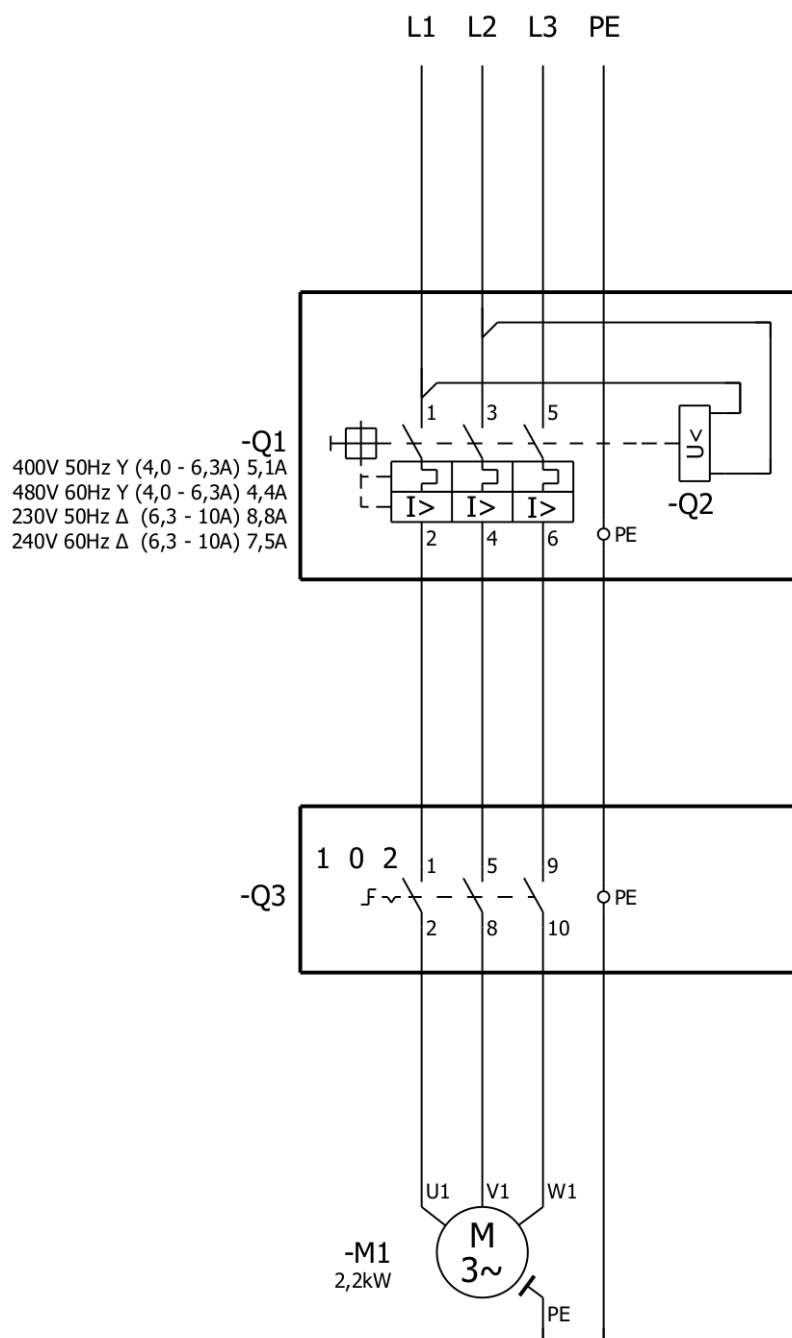 L1 L2 L3 PE
1 3 5
-Q1
400V 50Hz Y (4,0 - 6,3A) 5,1A
480V 60Hz Y (4,0 - 6,3A) 4,4A
230V 50Hz Δ (6,3 - 10A) 8,8A
240V 60Hz Δ (6,3 - 10A) 7,5A
U<
-Q2
I> I> I>
2 4 6
PE
1 0 2
1 5 9
-Q3
PE
2 8 10
U1 V1 W1
M
3~
-M1
2,2kW
PE